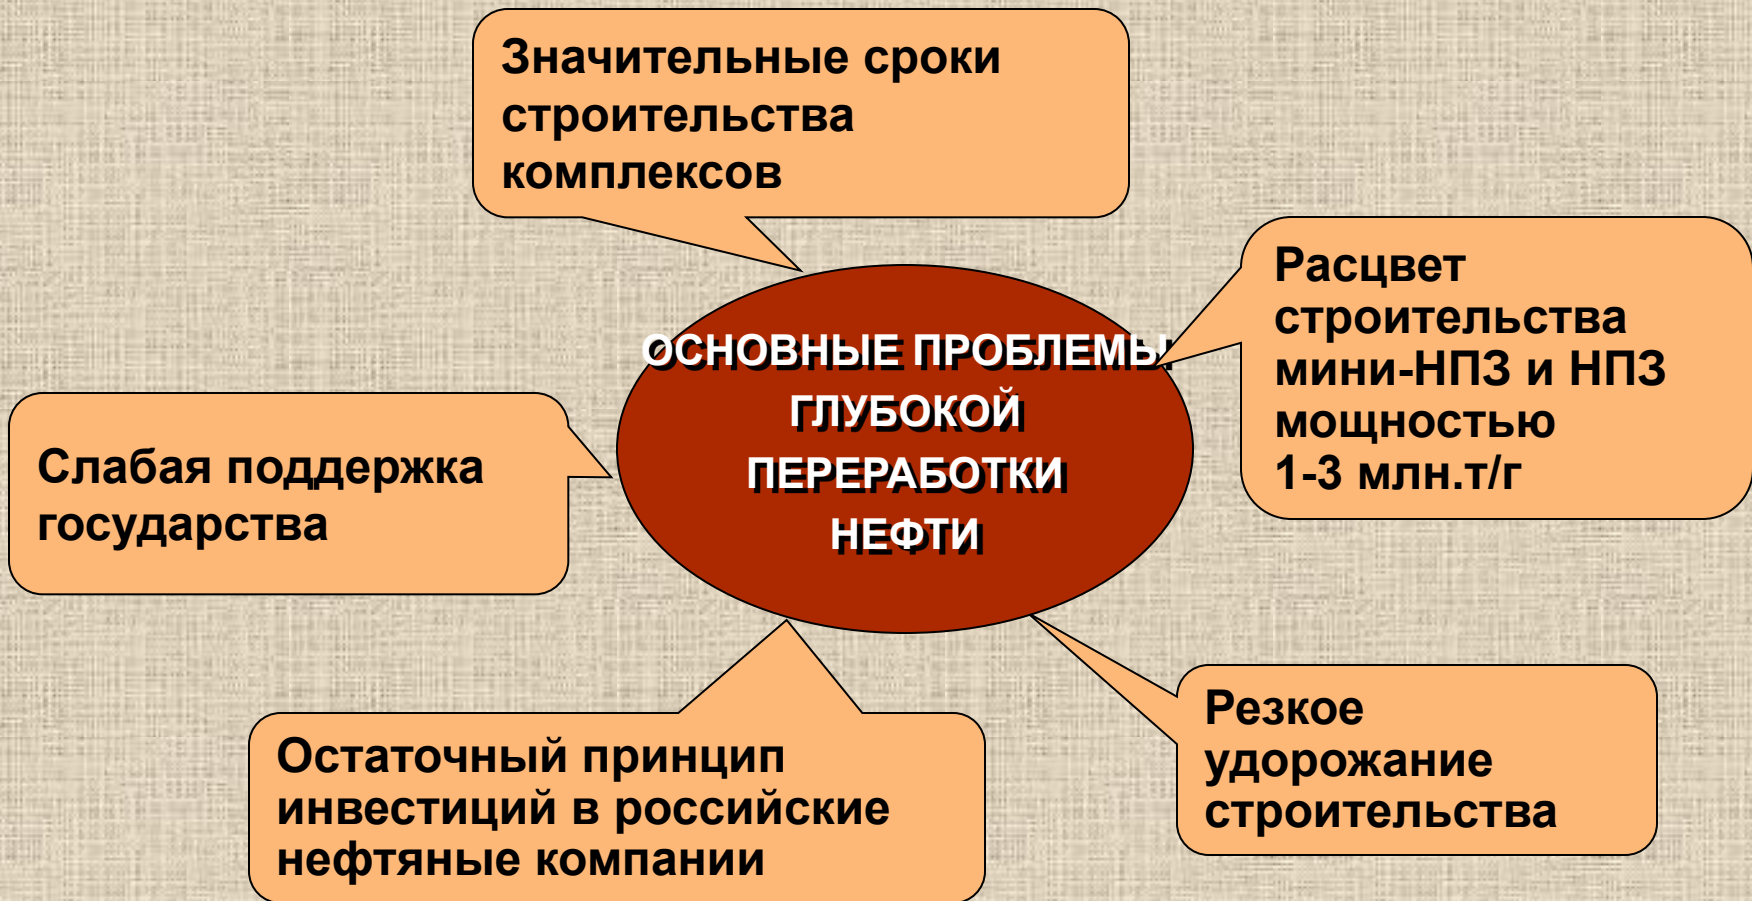 Значительные сроки
строительства
комплексов
Расцвет
строительства
мини-НПЗ и НПЗ
мощностью
1-3 млн.т/г
ОСНОВНЫЕ ПРОБЛЕМЫ
ГЛУБОКОЙ
ПЕРЕРАБОТКИ
НЕФТИ
Слабая поддержка
государства
Остаточный принцип
инвестиций в российские
нефтяные компании
Резкое
удорожание
строительства